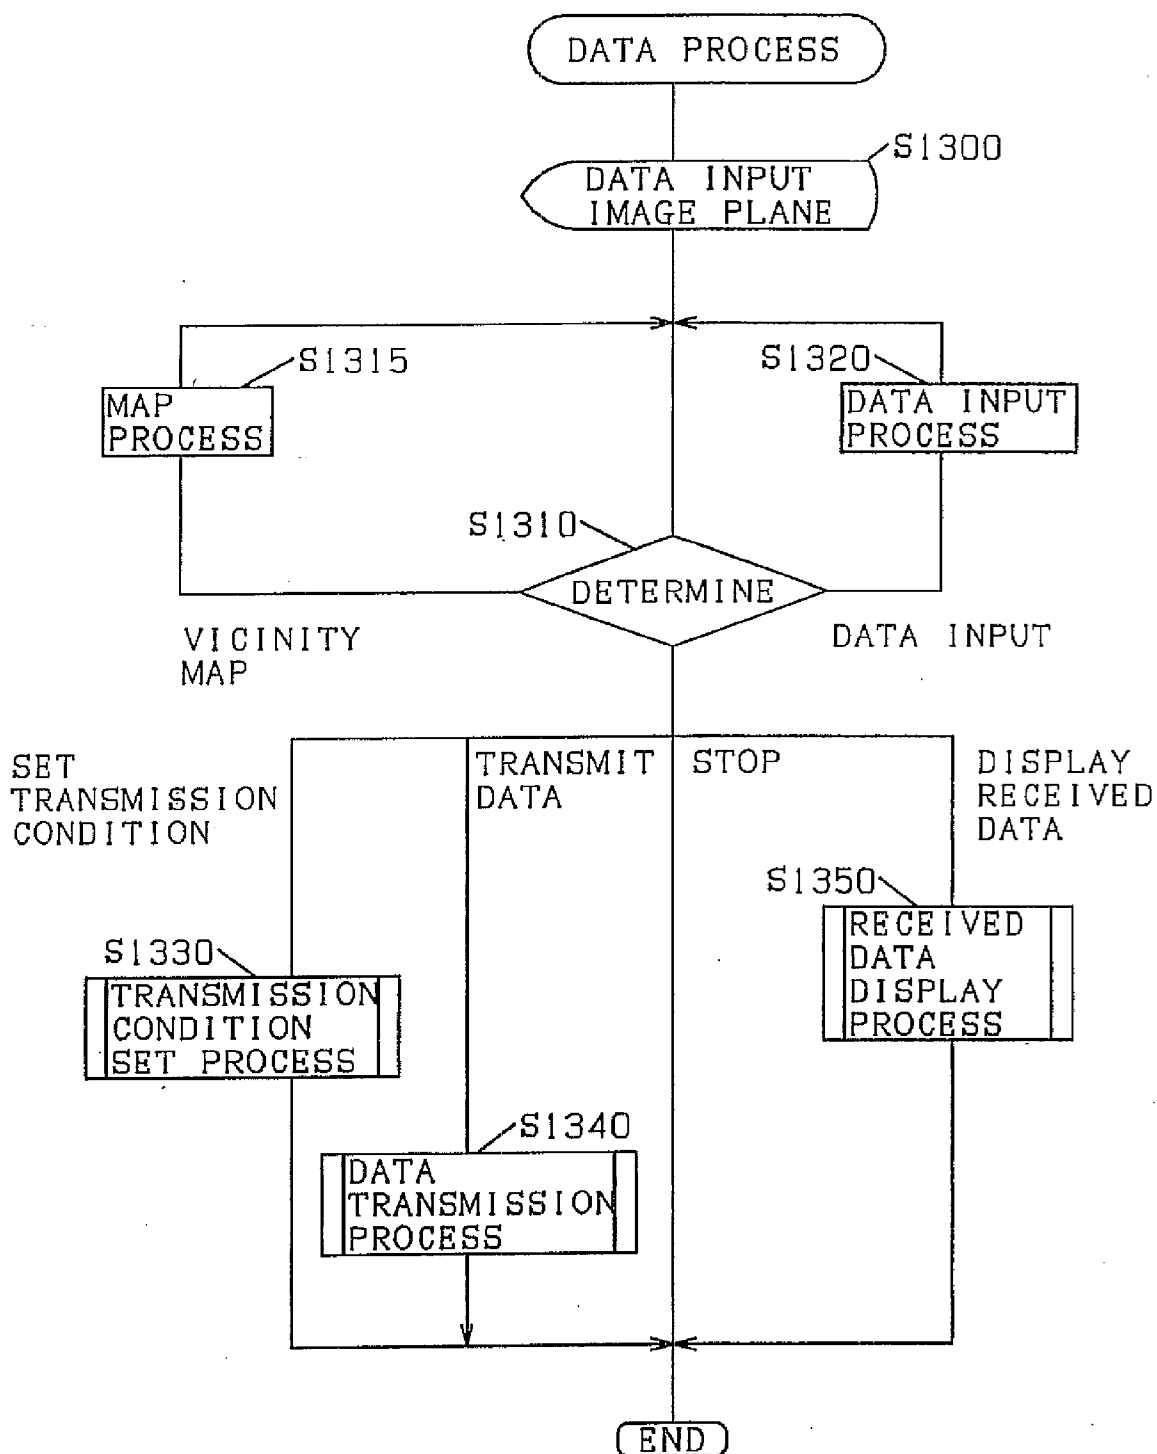 DATA PROCESS
S1300
DATA INPUT
IMAGE PLANE
S1315
MAP
PROCESS
S1320
DATA INPUT
PROCESS
S1310
DETERMINE
VICINITY
MAP
DATA INPUT
SET
TRANSMISSION
CONDITION
TRANSMIT
DATA
STOP
DISPLAY
RECEIVED
DATA
S1350
RECEIVED
DATA
DISPLAY
PROCESS
S1330
TRANSMISSION
CONDITION
SET PROCESS
S1340
DATA
TRANSMISSION
PROCESS
END